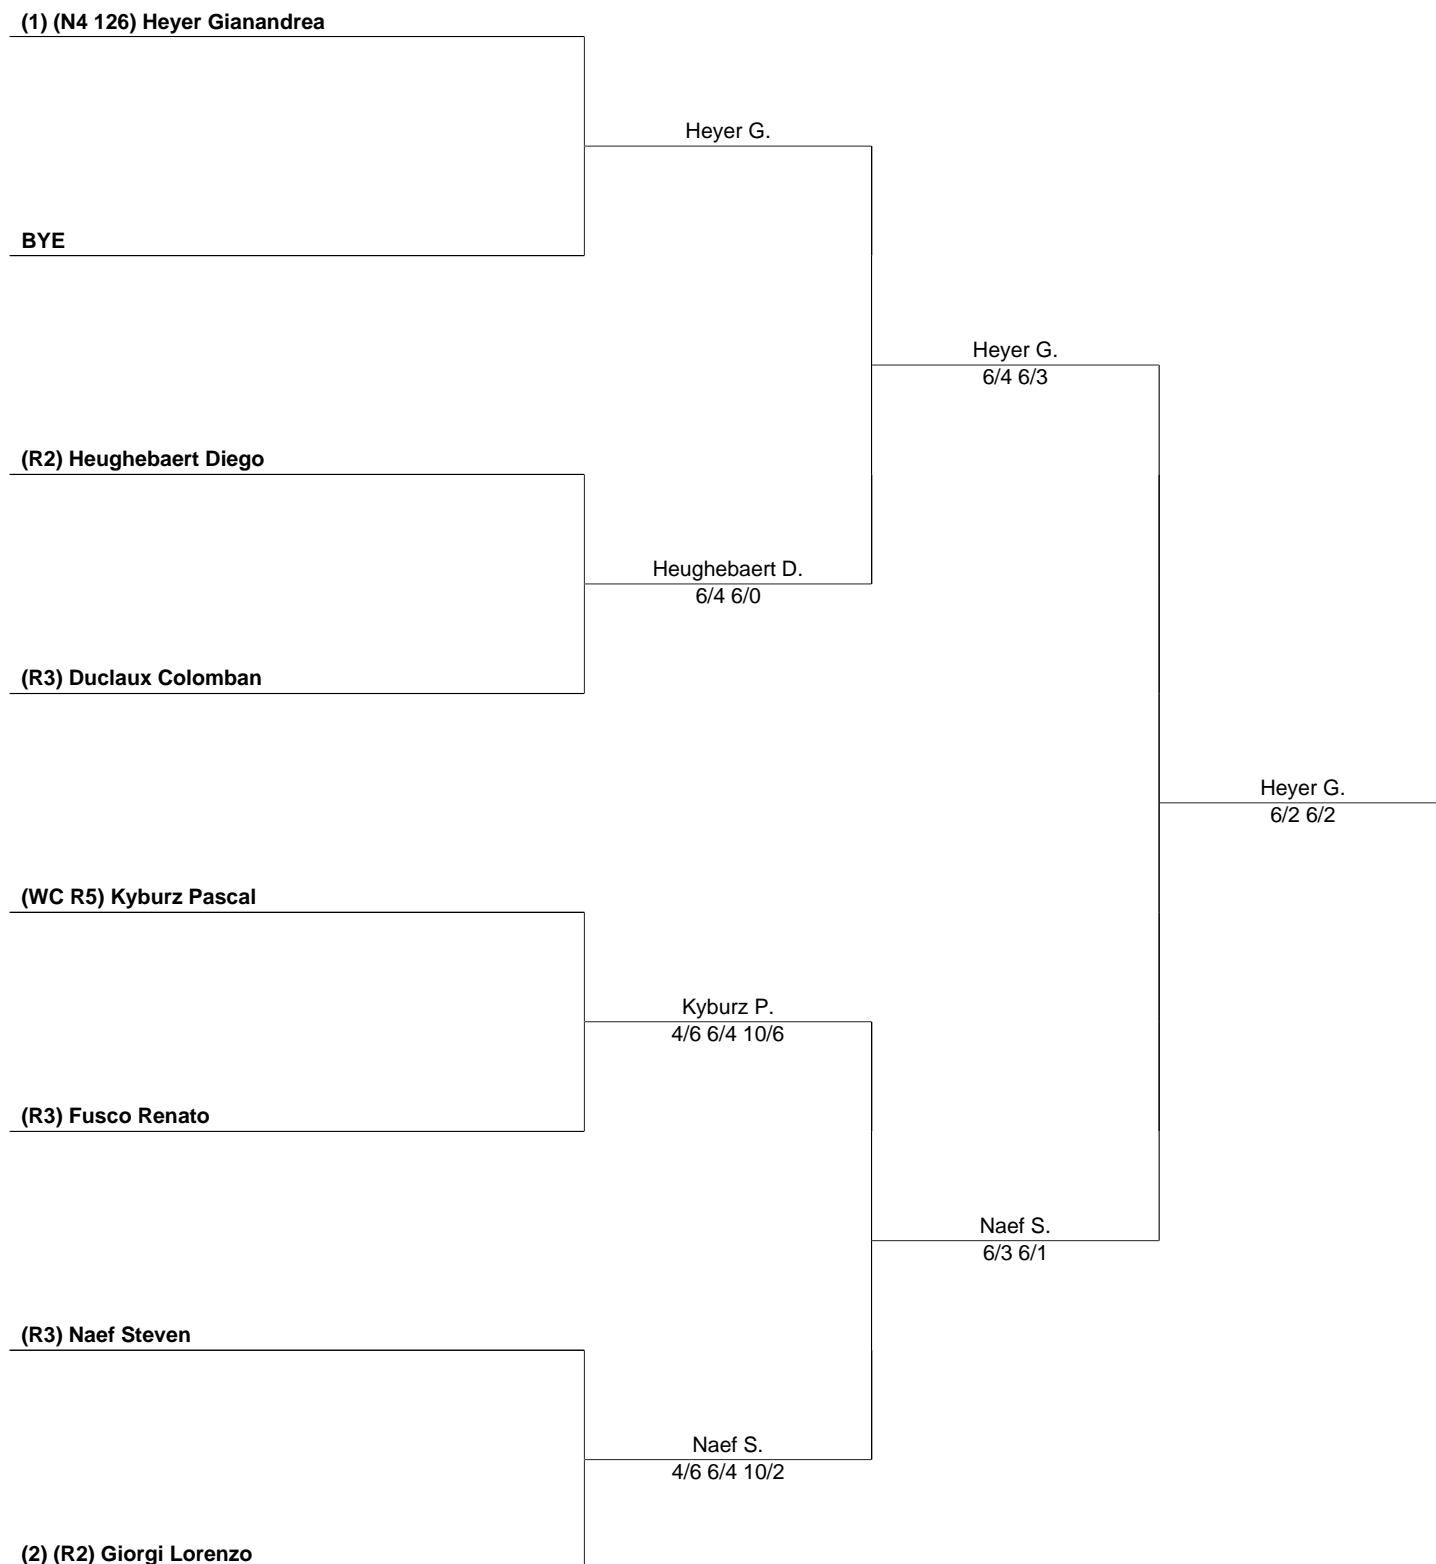 (1) (N4 126) Heyer Gianandrea
Heyer G.
BYE
Heyer G.
6/4 6/3
(R2) Heughebaert Diego
Heughebaert D.
6/4 6/0
(R3) Duclaux Colomban
Heyer G.
6/2 6/2
(WC R5) Kyburz Pascal
Kyburz P.
4/6 6/4 10/6
(R3) Fusco Renato
Naef S.
6/3 6/1
(R3) Naef Steven
Naef S.
4/6 6/4 10/2
(2) (R2) Giorgi Lorenzo